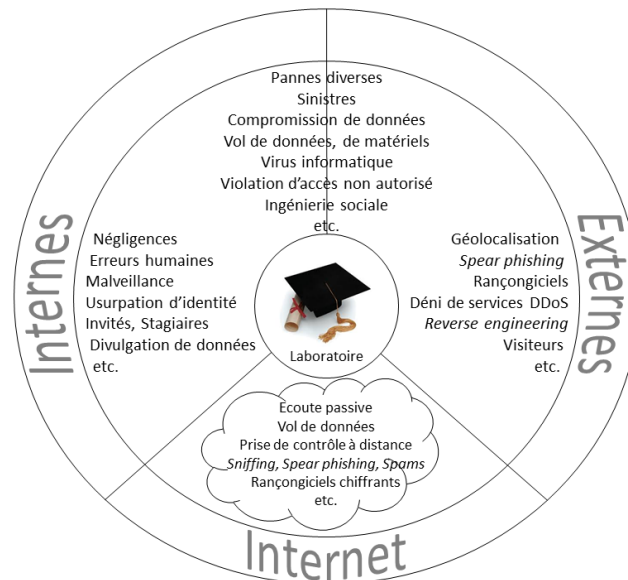 Pannes diverses
Sinistres
Compromission de données
Vol de données, de matériels
Virus informatique
Violation d'accès non autorisé
Ingénierie sociale
etc.
Internes
Négligences
Erreurs humaines
Malveillance
Usurpation d'identité
Invités, Stagiaires
Divulgation de données
etc.
Laboratoire
Externes
Géolocalisation
Spear phishing
Rançongiciels
Déni de services DDoS
Reverse engineering
Visiteurs
etc.
Ecoute passive
Vol de données
Prise de contrôle à distance
Sniffing, Spear phishing, Spams
Rançongiciels chiffrants
etc.
Internet